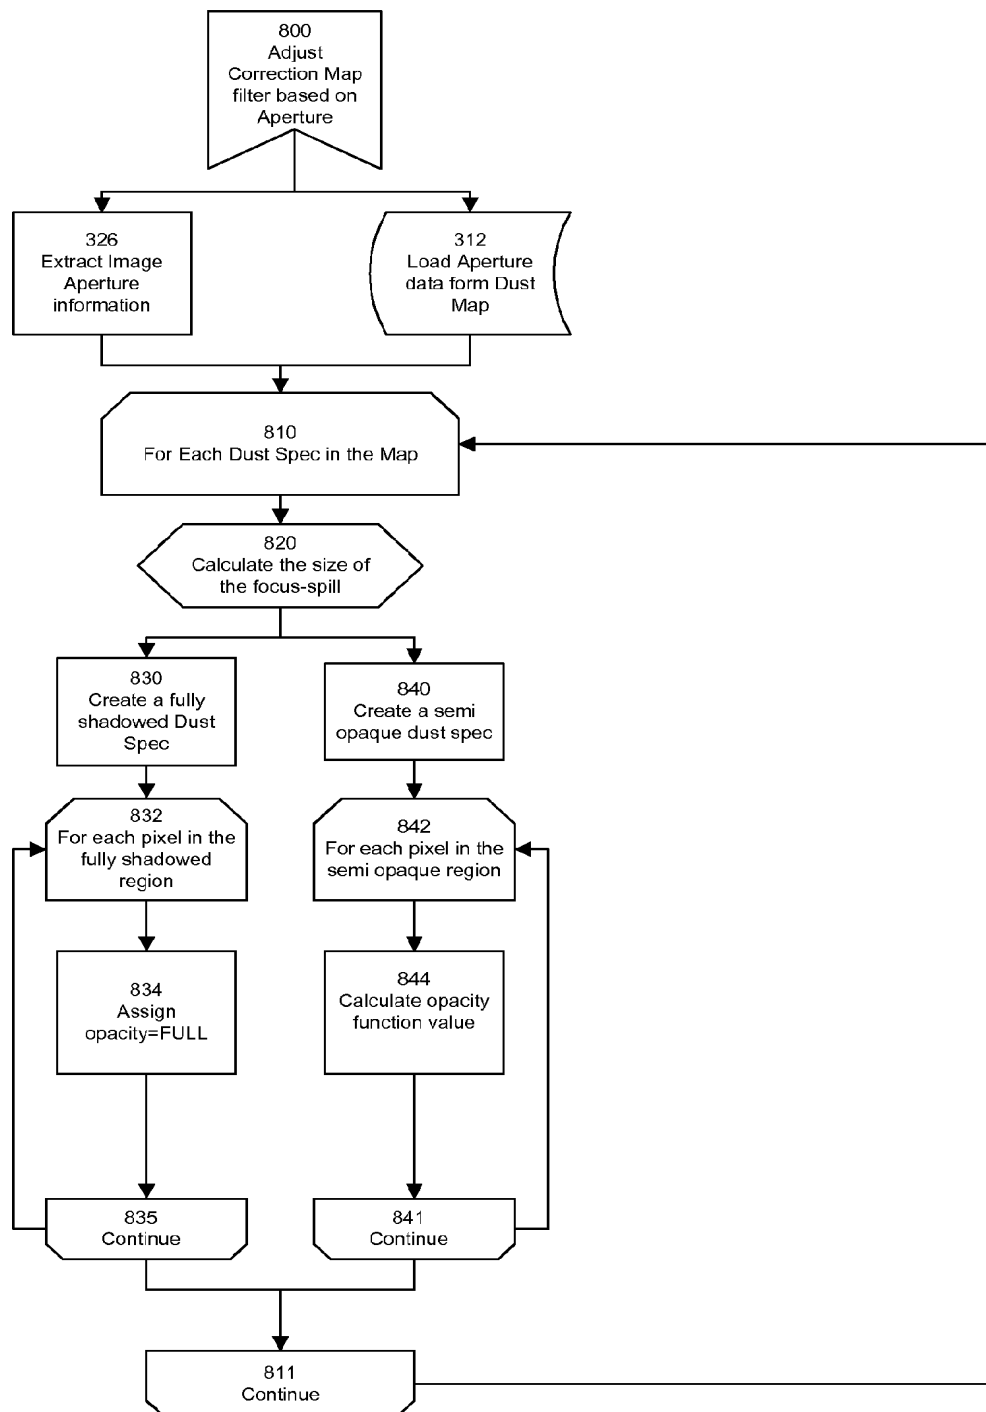 800
Adjust
Correction Map
filter based on
Aperture
326
Extract Image
Aperture
information
312
Load Aperture
data form Dust
Map
810
For Each Dust Spec in the Map
820
Calculate the size of
the focus-spill
830
Create a fully
shadowed Dust
Spec
840
Create a semi
opaque dust spec
832
For each pixel in the
fully shadowed
region
842
For each pixel in the
semi opaque region
834
Assign
opacity=FULL
844
Calculate opacity
function value
835
Continue
841
Continue
811
Continue